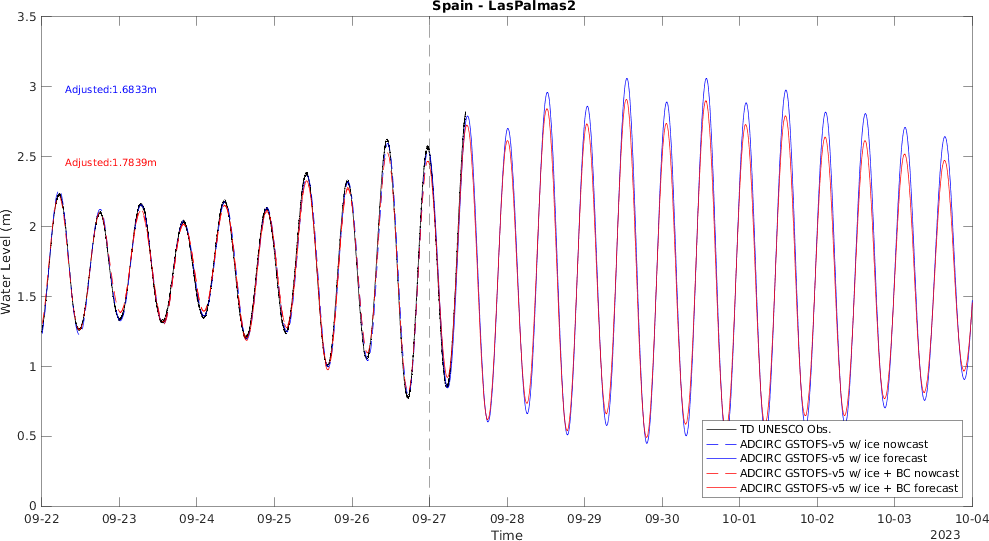 Spain - LasPalmas2
3.5
3
2.5
2
1.5
1
0.5
0
Water Level (m)
Adjusted:1.6833m
Adjusted:1.7839m
TD UNESCO Obs.
ADCIRC GSTOFS-v5 w/ ice nowcast
ADCIRC GSTOFS-v5 w/ ice forecast
ADCIRC GSTOFS-v5 w/ ice + BC nowcast
ADCIRC GSTOFS-v5 w/ ice + BC forecast
09-22 09-23 09-24 09-25 09-26 09-27 09-28 09-29 09-30 10-01 10-02 10-03 10-04
Time
2023